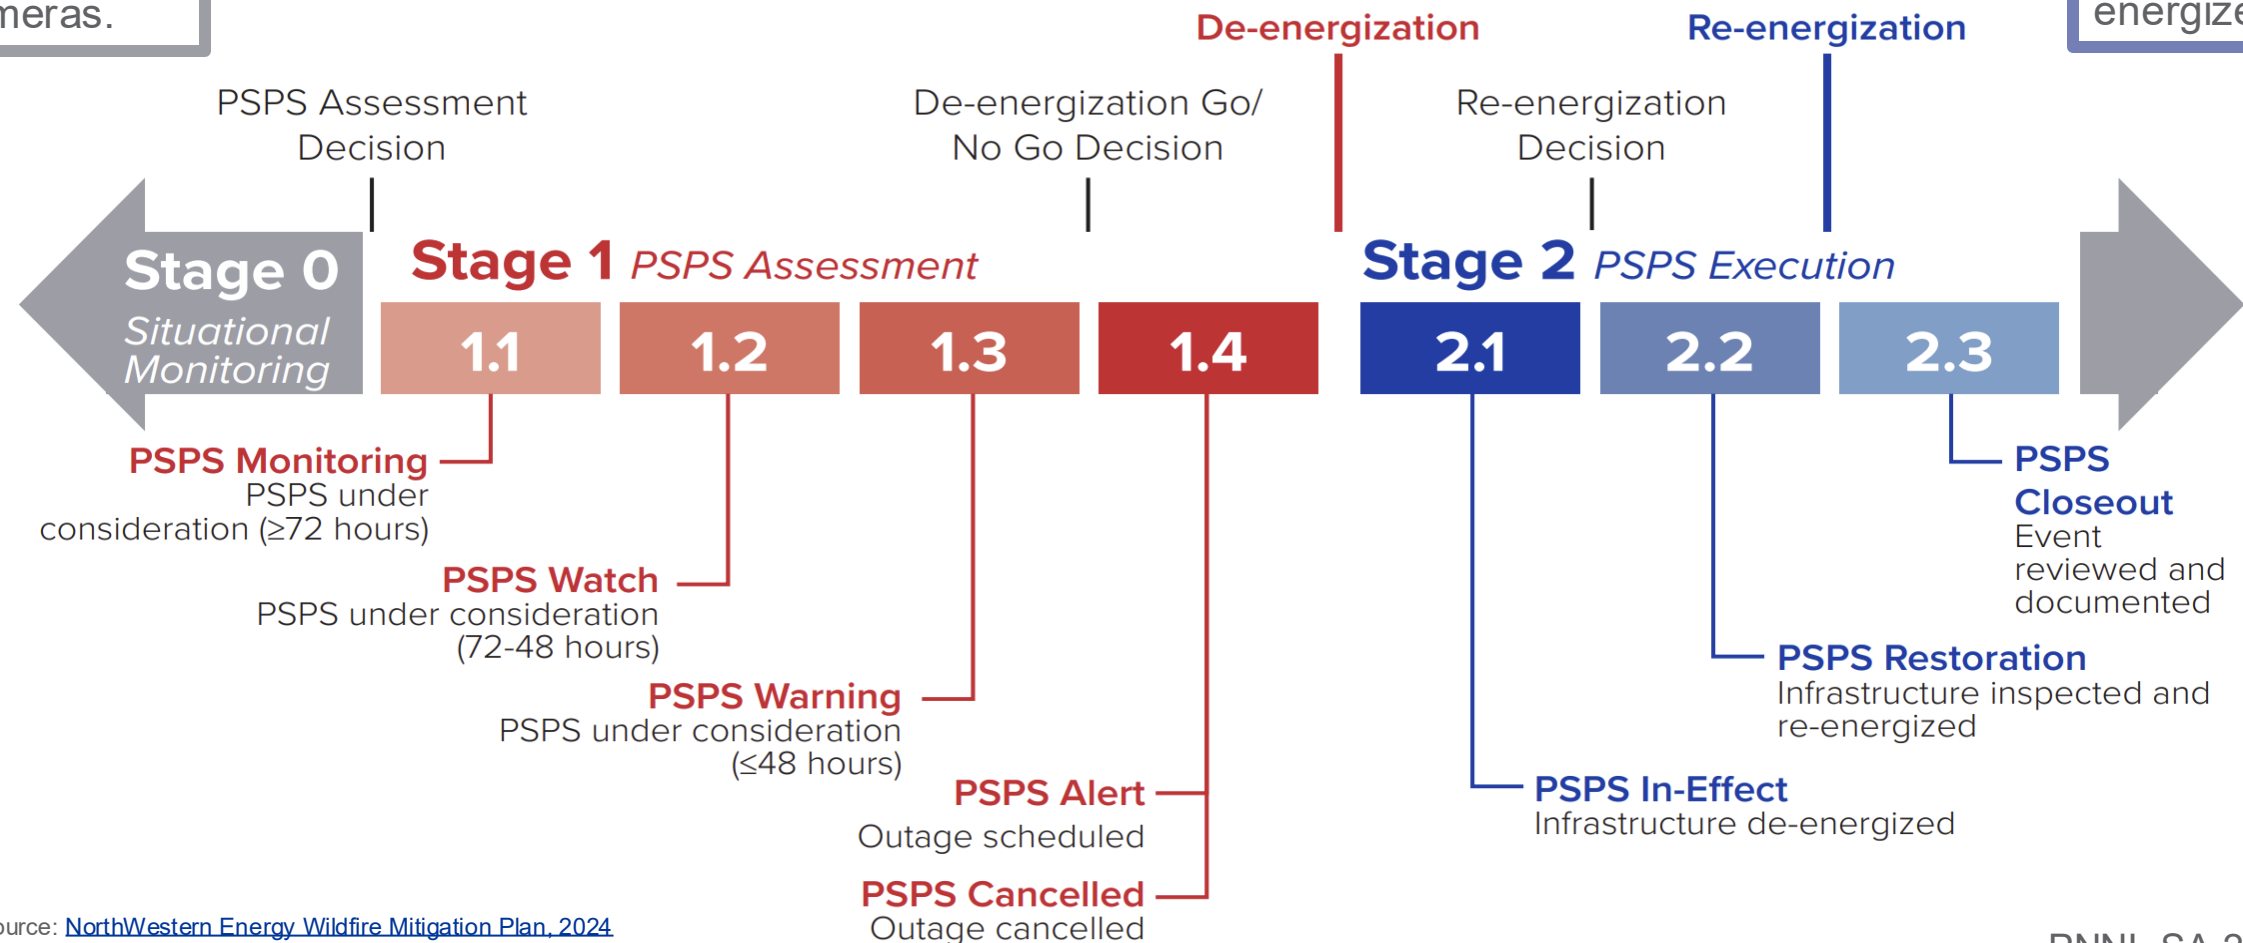 meras.
energize
De-energization
Re-energization
PSPS Assessment
Decision
De-energization Go/
No Go Decision
Re-energization
Decision
Stage 0
Situational
Monitoring
Stage 1 PSPS Assessment
Stage 2 PSPS Execution
1.1
1.2
1.3
1.4
2.1
2.2
2.3
PSPS Monitoring
PSPS under
consideration (≥72 hours)
PSPS Watch
PSPS under consideration
(72-48 hours)
PSPS Warning
PSPS under consideration
(≤48 hours)
PSPS Alert
Outage scheduled
PSPS Cancelled
Outage cancelled
PSPS In-Effect
Infrastructure de-energized
PSPS Restoration
Infrastructure inspected and
re-energized
PSPS
Closeout
Event
reviewed and
documented
ource: NorthWestern Energy Wildfire Mitigation Plan, 2024